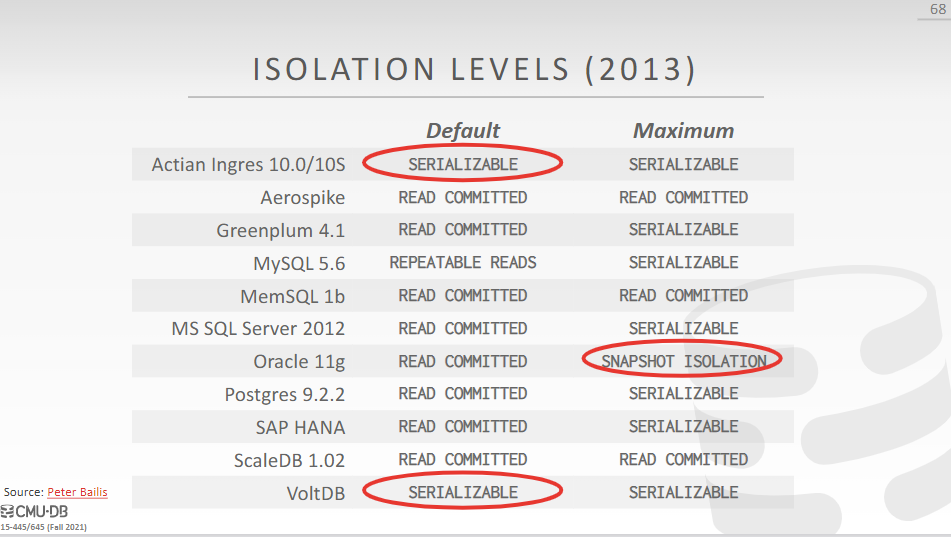 68
ISOLATION LEVELS (2013)
Default Maximum
Actian Ingres 10.0/10S SERIALIZABLE SERIALIZABLE
Aerospike READ COMMITTED READ COMMITTED
Greenplum 4.1 READ COMMITTED SERIALIZABLE
MySQL 5.6 REPEATABLE READS SERIALIZABLE
MemSQL 1b READ COMMITTED READ COMMITTED
MS SQL Server 2012 READ COMMITTED SERIALIZABLE
Oracle 11g READ COMMITTED SNAPSHOT ISOLATION
Postgres 9.2.2 READ COMMITTED SERIALIZABLE
SAP HANA READ COMMITTED SERIALIZABLE
ScaleDB 1.02 READ COMMITTED READ COMMITTED
VoltDB SERIALIZABLE SERIALIZABLE
Source: Peter Bailis
CMU·DB
15-445/645 (Fall 2021)